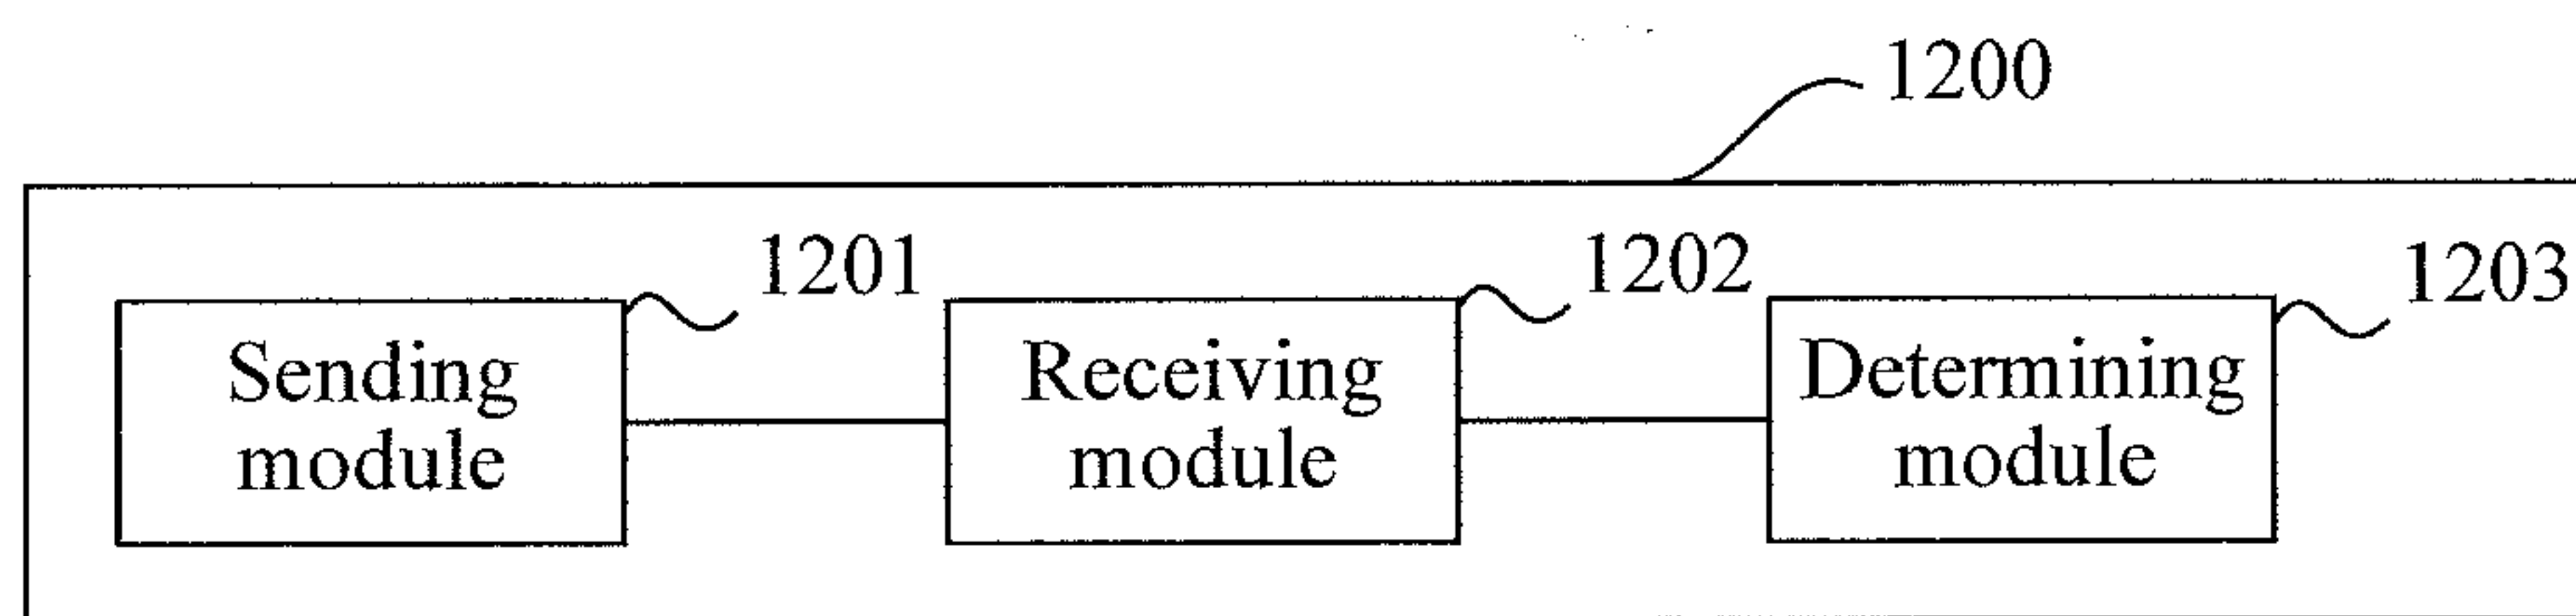 1200
1201
1202
1203
Sending
module
Receiving
module
Determining
module